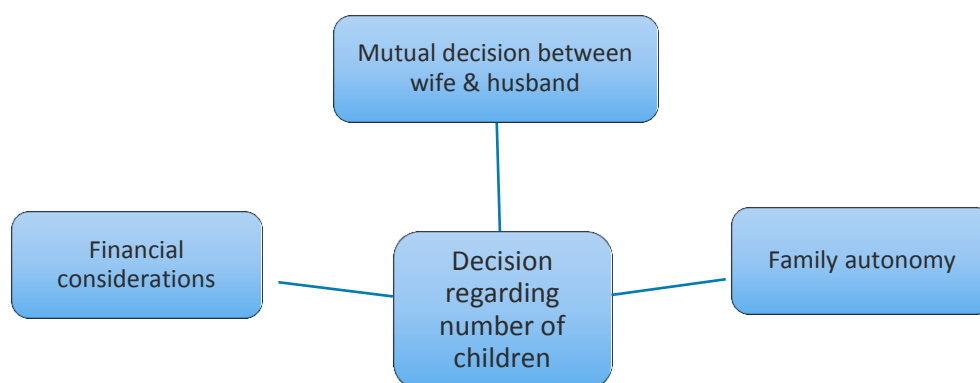 Mutual decision between
wife & husband
Financial
considerations
Decision
regarding
number of
children
Family autonomy